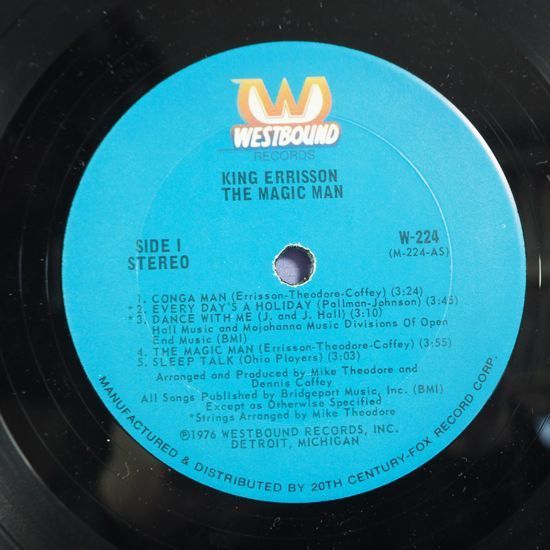 W
WESTBOUND
RECORDS
KING ERRISSON
THE MAGIC MAN
SIDE I
STEREO
W-224
(M-224-AS)
1. CONGA MAN (Errisson-Theodore-Coffey) (3:24)
*2. EVERY DAY'S A HOLIDAY (Pallman-Johnson) (3:45)
*3. DANCE WITH ME (J. and J. Hall) (3:10)
Hall Music and Mojohanna Music Divisions Of Open
End Music (BMI)
4. THE MAGIC MAN (Errisson-Theodore-Coffey) (3:55)
5. SLEEP TALK (Ohio Players) (3:03)
Arranged and Produced by Mike Theodore and
Dennis Coffey
All Songs Published by Bridgeport Music, Inc. (BMI)
Except as Otherwise Specified
*Strings Arranged by Mike Theodore
℗1976 WESTBOUND RECORDS, INC.
DETROIT, MICHIGAN
MANUFACTURED & DISTRIBUTED BY 20TH CENTURY-FOX RECORD CORP.